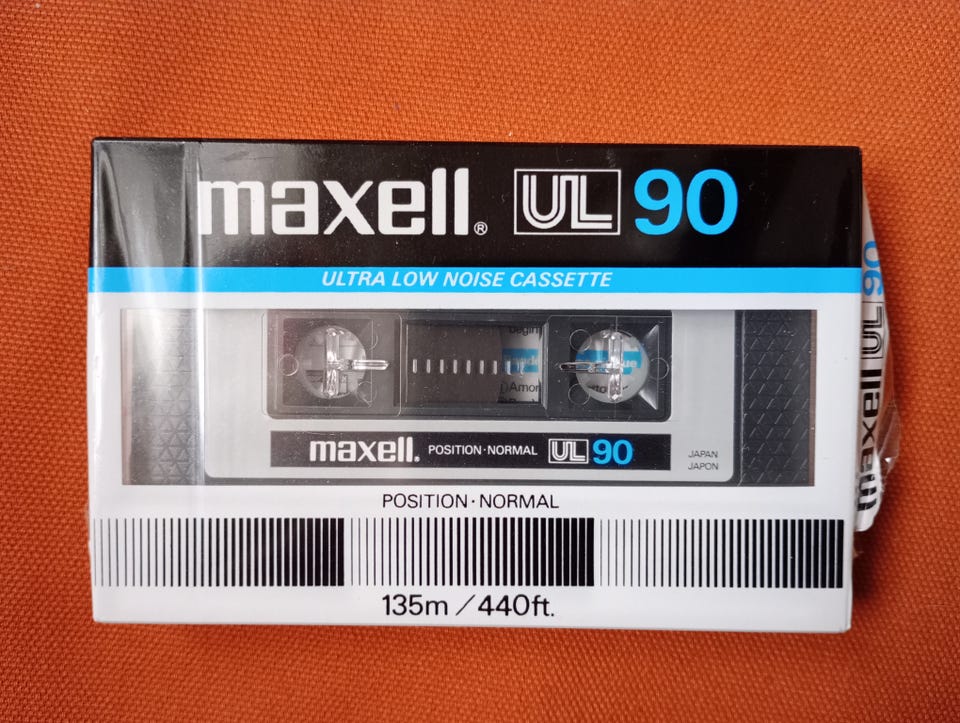 maxell® UL 90
ULTRA LOW NOISE CASSETTE
maxell. POSITION·NORMAL UL 90
JAPAN
JAPON
POSITION·NORMAL
135m/440ft.
maxell UL 90